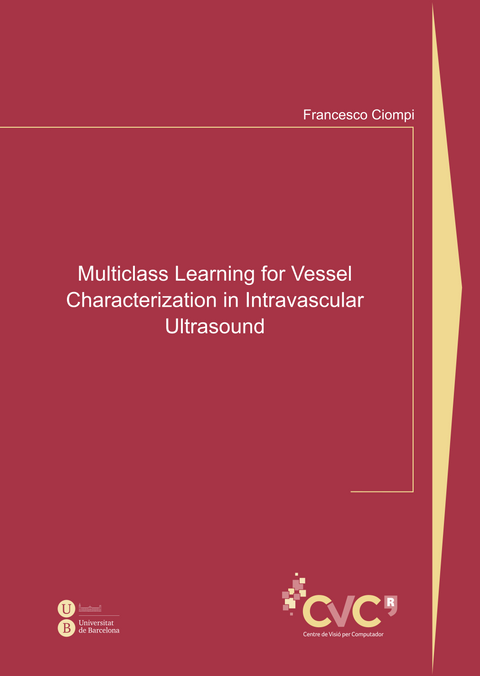 Francesco Ciompi
Multiclass Learning for Vessel
Characterization in Intravascular
Ultrasound
U
B
Universitat
de Barcelona
CVC
Centre de Visió per Computador